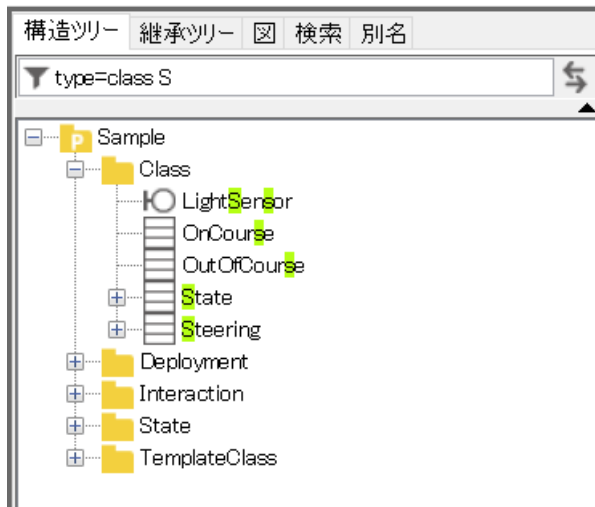 構造ツリー 継承ツリー 図 検索 別名
type=class S
Sample
Class
LightSensor
OnCourse
OutOfCourse
State
Steering
Deployment
Interaction
State
TemplateClass